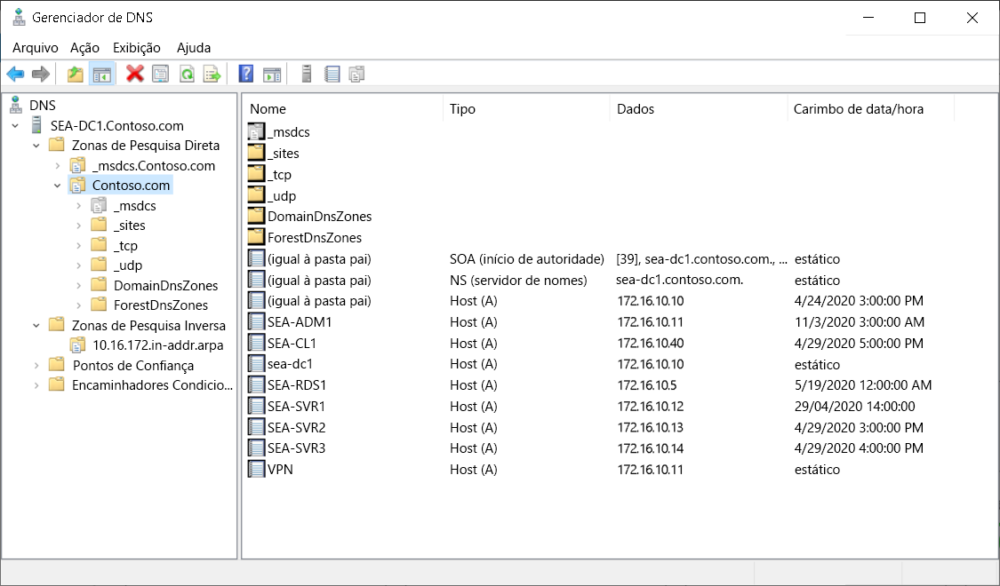 Gerenciador de DNS
Arquivo Ação Exibição Ajuda
DNS
SEA-DC1.Contoso.com
Zonas de Pesquisa Direta
_msdcs.Contoso.com
Contoso.com
_msdcs
_sites
_tcp
_udp
DomainDnsZones
ForestDnsZones
Zonas de Pesquisa Inversa
10.16.172.in-addr.arpa
Pontos de Confiança
Encaminhadores Condicio...
Nome Tipo Dados Carimbo de data/hora
_msdcs
_sites
_tcp
_udp
DomainDnsZones
ForestDnsZones
(igual à pasta pai) SOA (início de autoridade) [39], sea-dc1.contoso.com., ... estático
(igual à pasta pai) NS (servidor de nomes) sea-dc1.contoso.com. estático
(igual à pasta pai) Host (A) 172.16.10.10 4/24/2020 3:00:00 PM
SEA-ADM1 Host (A) 172.16.10.11 11/3/2020 3:00:00 AM
SEA-CL1 Host (A) 172.16.10.40 4/29/2020 5:00:00 PM
sea-dc1 Host (A) 172.16.10.10 estático
SEA-RDS1 Host (A) 172.16.10.5 5/19/2020 12:00:00 AM
SEA-SVR1 Host (A) 172.16.10.12 29/04/2020 14:00:00
SEA-SVR2 Host (A) 172.16.10.13 4/29/2020 3:00:00 PM
SEA-SVR3 Host (A) 172.16.10.14 4/29/2020 4:00:00 PM
VPN Host (A) 172.16.10.11 estático